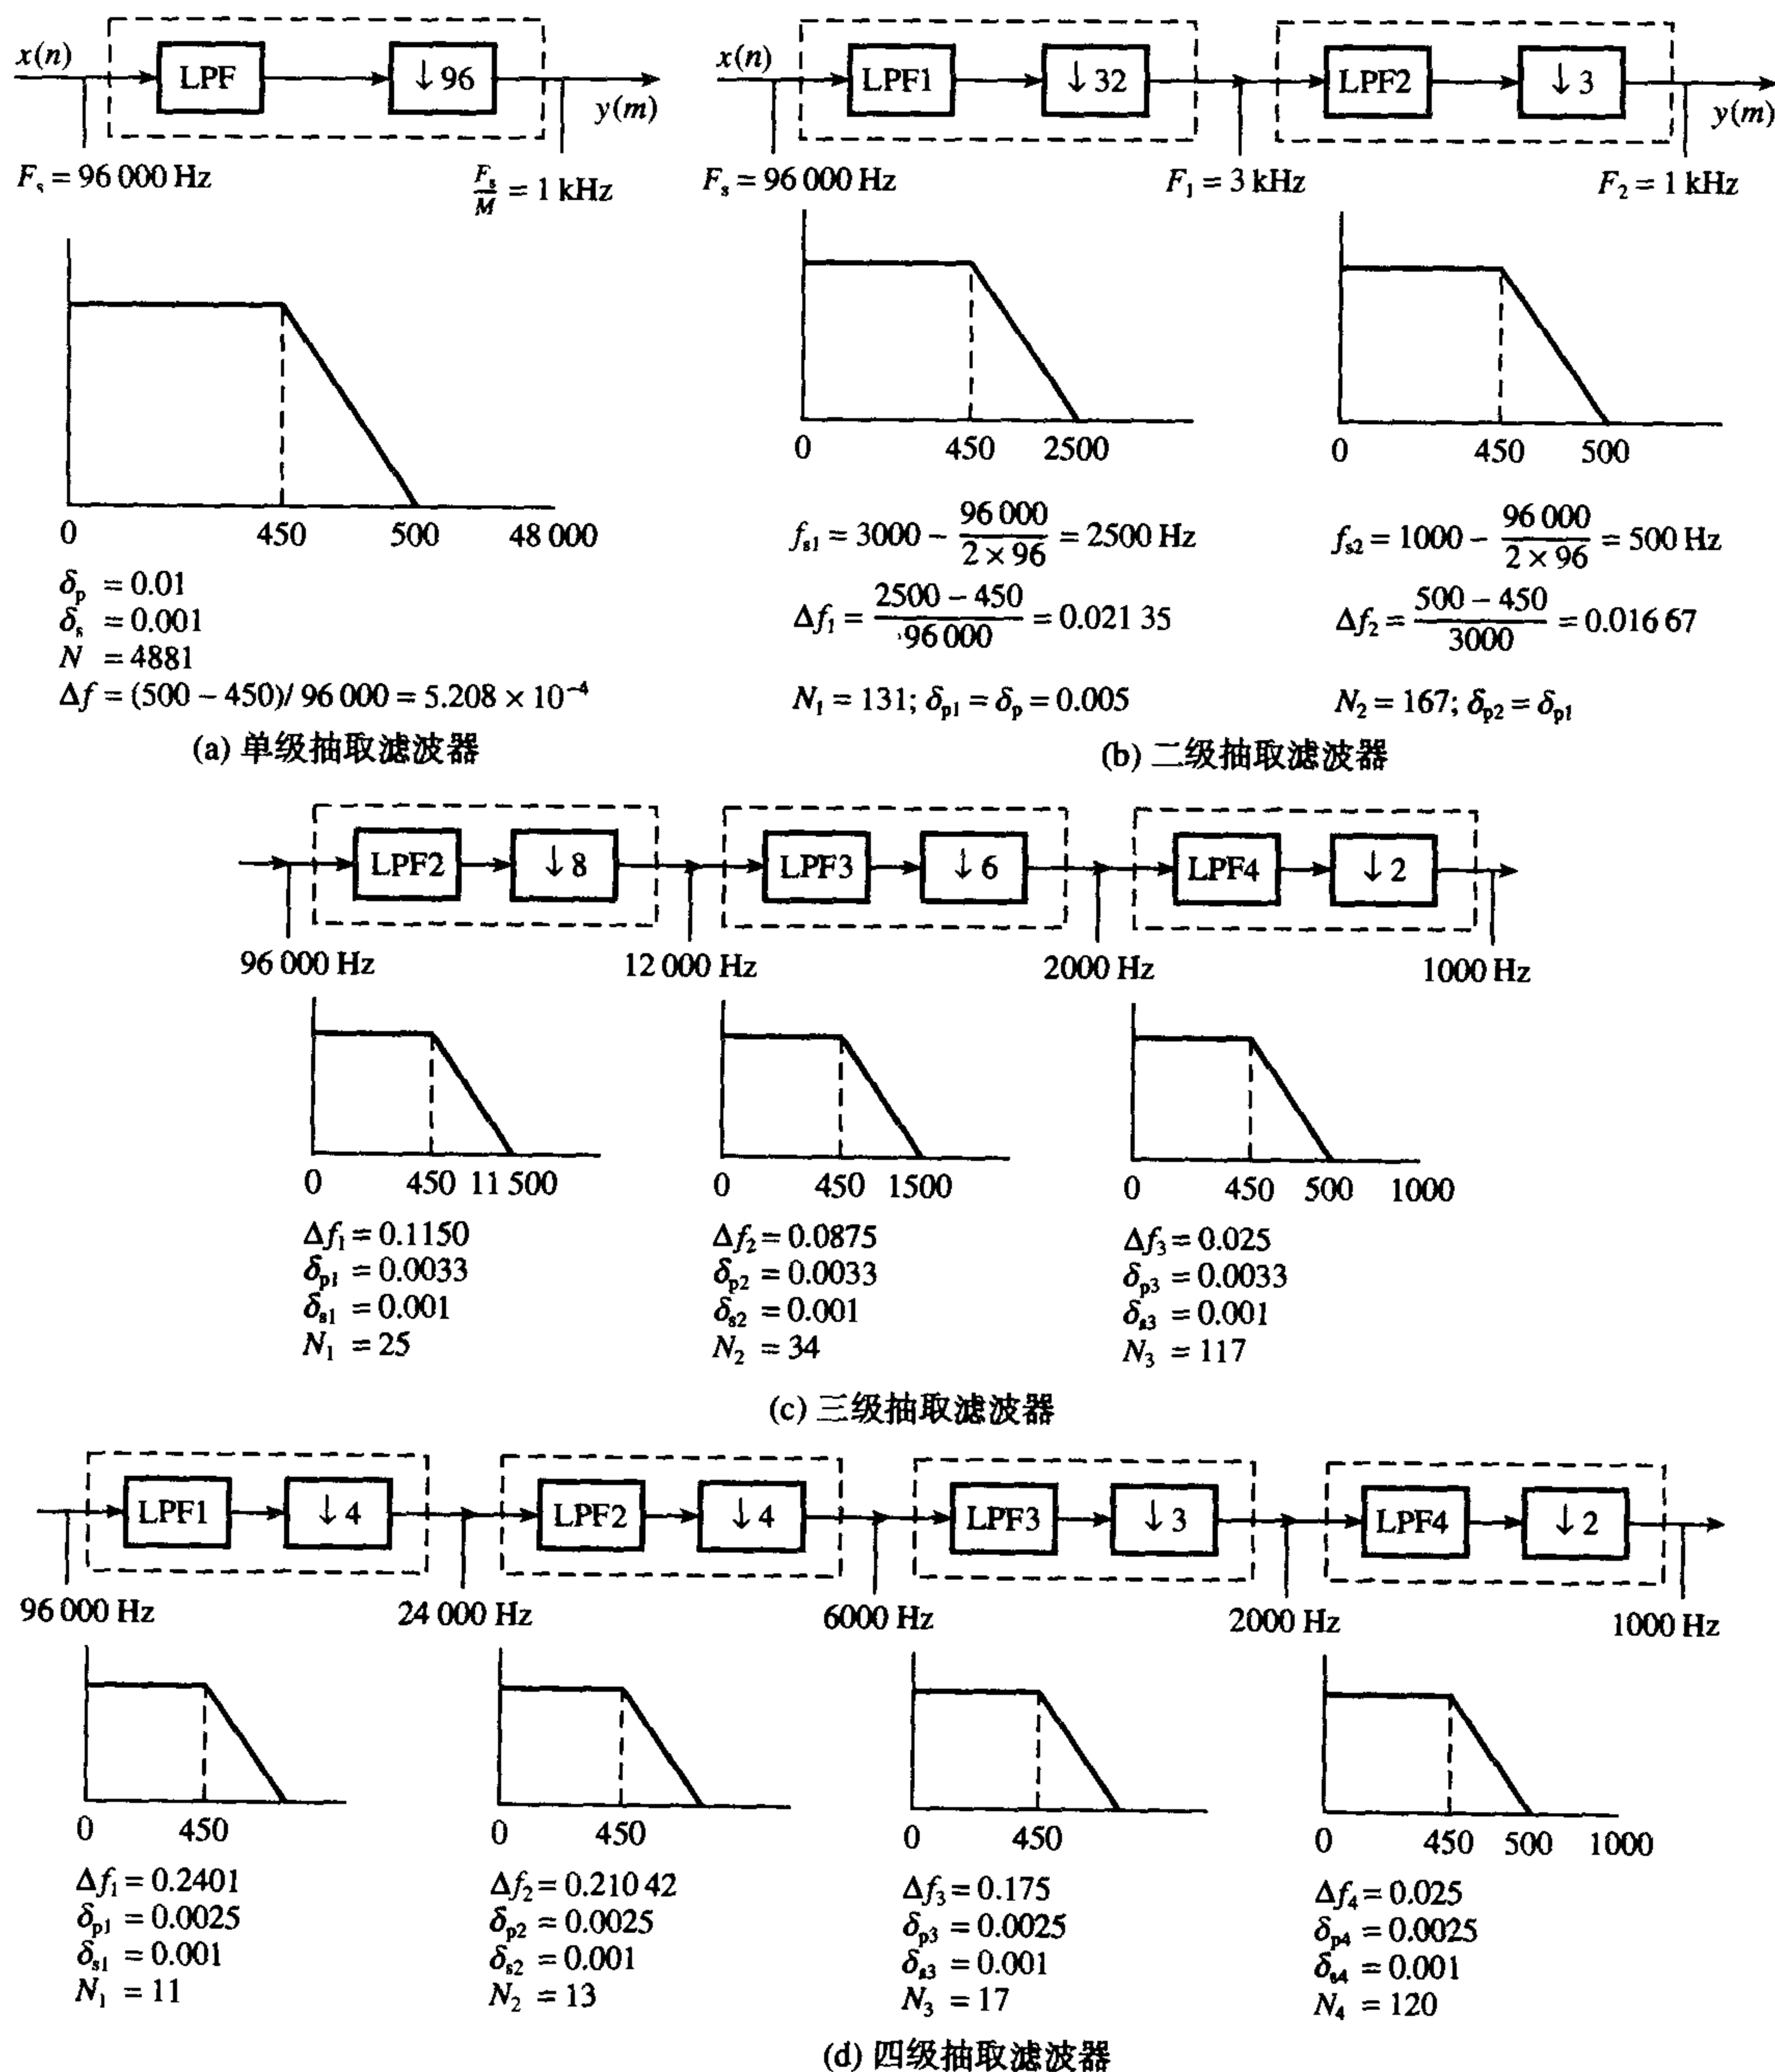 x(n) LPF ↓96 y(m)
F_s = 96 000 Hz F_s/M = 1 kHz
0 450 500 48 000
δ_p = 0.01
δ_s = 0.001
N = 4881
Δf = (500 − 450)/ 96 000 = 5.208 × 10⁻⁴
(a) 单级抽取滤波器
x(n) LPF1 ↓32 LPF2 ↓3 y(m)
F_s = 96 000 Hz F_1 = 3 kHz F_2 = 1 kHz
0 450 2500
f_s1 = 3000 − 96 000/(2 × 96) = 2500 Hz
Δf_1 = (2500 − 450)/96 000 = 0.021 35
N_1 = 131; δ_p1 = δ_p = 0.005
0 450 500
f_s2 = 1000 − 96 000/(2 × 96) = 500 Hz
Δf_2 = (500 − 450)/3000 = 0.016 67
N_2 = 167; δ_p2 = δ_p1
(b) 二级抽取滤波器
LPF2 ↓8 LPF3 ↓6 LPF4 ↓2
96 000 Hz 12 000 Hz 2000 Hz 1000 Hz
0 450 11 500
Δf_1 = 0.1150
δ_p1 = 0.0033
δ_s1 = 0.001
N_1 = 25
0 450 1500
Δf_2 = 0.0875
δ_p2 = 0.0033
δ_s2 = 0.001
N_2 = 34
0 450 500 1000
Δf_3 = 0.025
δ_p3 = 0.0033
δ_s3 = 0.001
N_3 = 117
(c) 三级抽取滤波器
LPF1 ↓4 LPF2 ↓4 LPF3 ↓3 LPF4 ↓2
96 000 Hz 24 000 Hz 6000 Hz 2000 Hz 1000 Hz
0 450
Δf_1 = 0.2401
δ_p1 = 0.0025
δ_s1 = 0.001
N_1 = 11
0 450
Δf_2 = 0.210 42
δ_p2 = 0.0025
δ_s2 = 0.001
N_2 = 13
0 450
Δf_3 = 0.175
δ_p3 = 0.0025
δ_s3 = 0.001
N_3 = 17
0 450 500 1000
Δf_4 = 0.025
δ_p4 = 0.0025
δ_s4 = 0.001
N_4 = 120
(d) 四级抽取滤波器